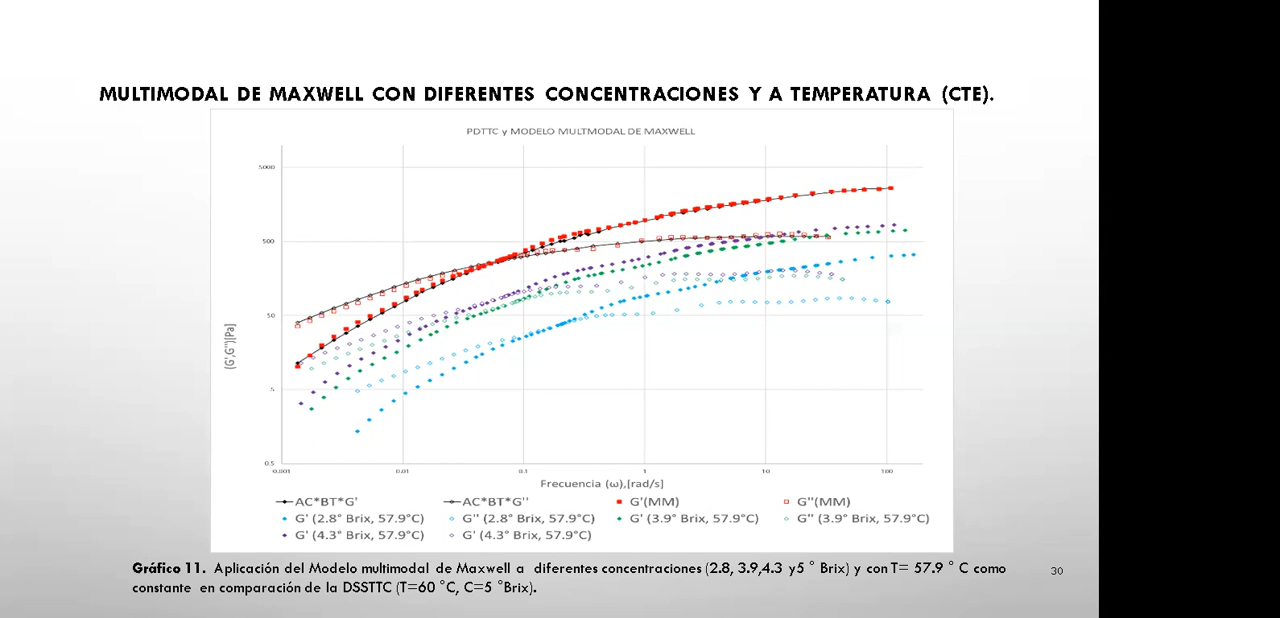 MULTIMODAL DE MAXWELL CON DIFERENTES CONCENTRACIONES Y A TEMPERATURA (CTE).
PDTTC y MODELO MULTMODAL DE MAXWELL
5000
500
50
5
0.5
(G',G'')[Pa]
0.001 0.01 0.1 1 10 100
Frecuencia (ω),[rad/s]
AC*BT*G' AC*BT*G'' G'(MM) G''(MM)
G' (2.8° Brix, 57.9°C) G'' (2.8° Brix, 57.9°C) G' (3.9° Brix, 57.9°C) G'' (3.9° Brix, 57.9°C)
G' (4.3° Brix, 57.9°C) G' (4.3° Brix, 57.9°C)
Gráfico 11. Aplicación del Modelo multimodal de Maxwell a diferentes concentraciones (2.8, 3.9,4.3 y5 ° Brix) y con T= 57.9 ° C como
constante en comparación de la DSSTTC (T=60 °C, C=5 °Brix).
30